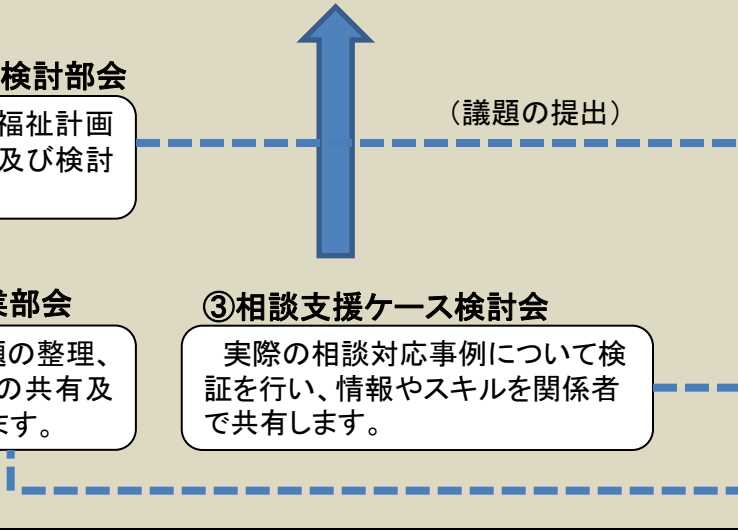 検討部会
福祉計画
及び検討
（議題の提出）
業部会
題の整理、
の共有及
ます。
③相談支援ケース検討会
実際の相談対応事例について検
証を行い、情報やスキルを関係者
で共有します。